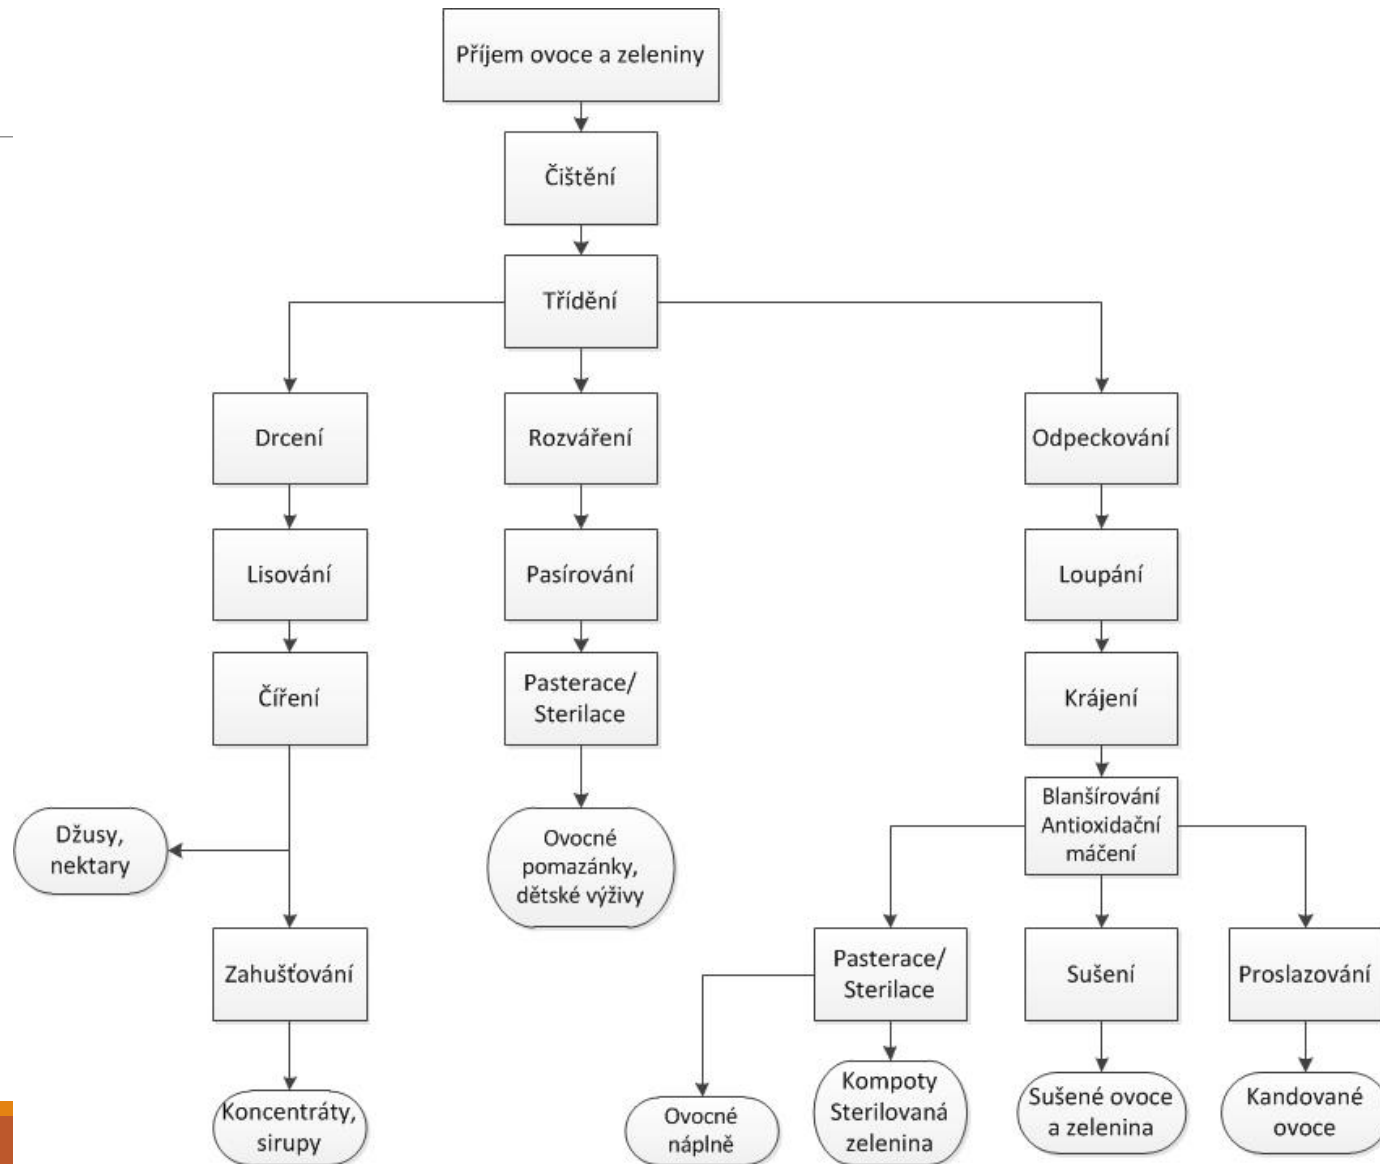 Příjem ovoce a zeleniny
Čištění
Třídění
Drcení
Rozváření
Odpeckování
Lisování
Pasírování
Loupání
Číření
Pasterace/
Sterilace
Krájení
Blanšírování
Antioxidační
máčení
Džusy,
nektary
Ovocné
pomazánky,
dětské výživy
Zahušťování
Pasterace/
Sterilace
Sušení
Proslazování
Koncentráty,
sirupy
Ovocné
náplně
Kompoty
Sterilovaná
zelenina
Sušené ovoce
a zelenina
Kandované
ovoce